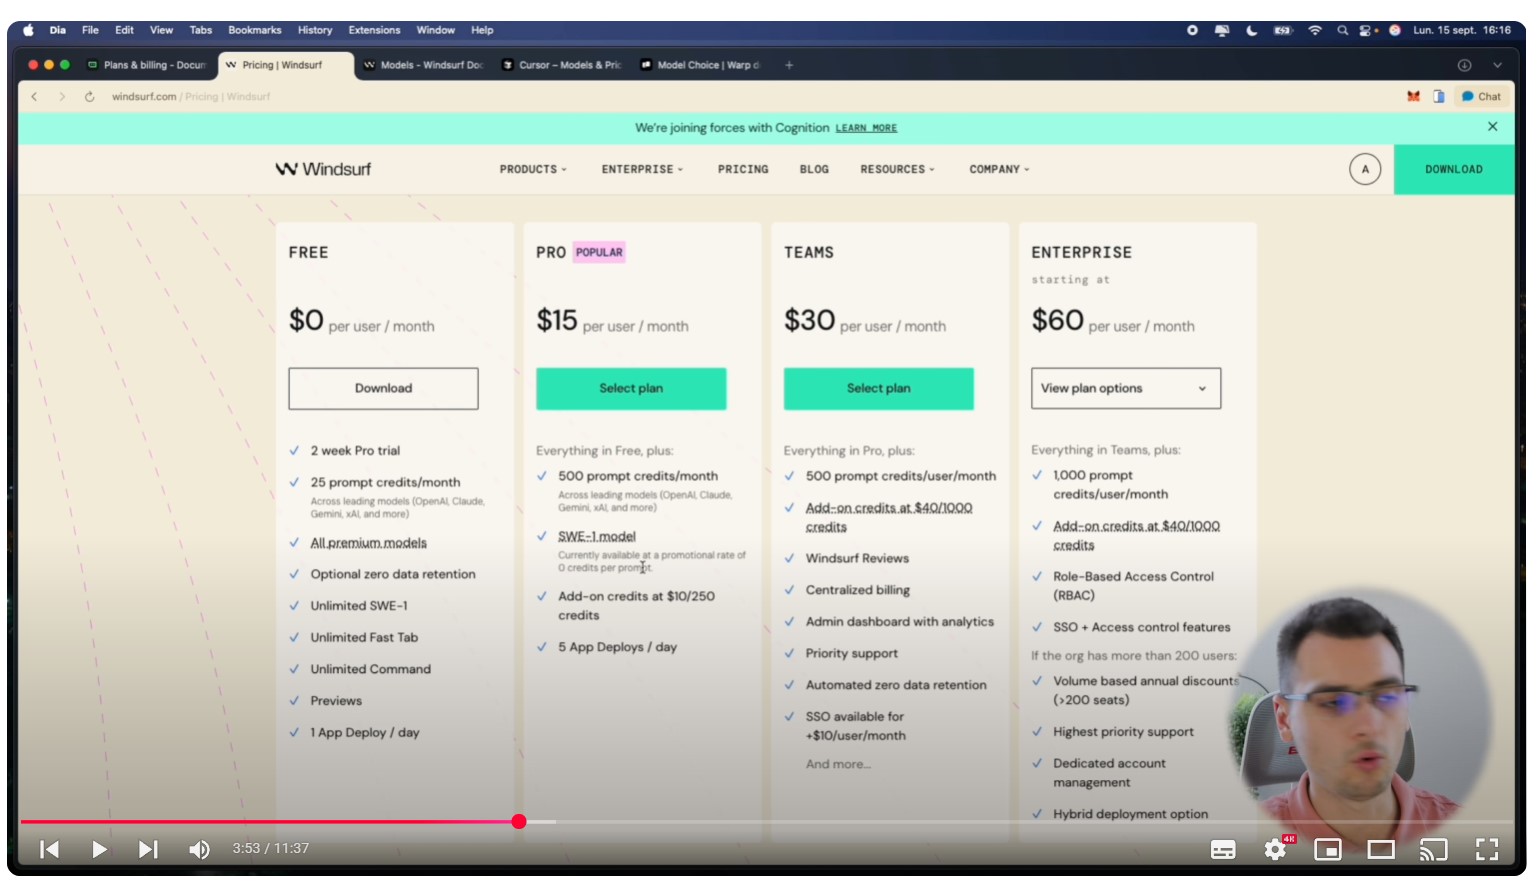 Dia File Edit View Tabs Bookmarks History Extensions Window Help Lun. 15 sept. 16:16
Plans & billing - Docum Pricing | Windsurf Models - Windsurf Doc Cursor – Models & Pric Model Choice | Warp d
windsurf.com / Pricing | Windsurf Chat
We're joining forces with Cognition LEARN MORE
Windsurf PRODUCTS ENTERPRISE PRICING BLOG RESOURCES COMPANY A DOWNLOAD
FREE
$0 per user / month
Download
2 week Pro trial
25 prompt credits/month
Across leading models (OpenAI, Claude,
Gemini, xAI, and more)
All premium models
Optional zero data retention
Unlimited SWE-1
Unlimited Fast Tab
Unlimited Command
Previews
1 App Deploy / day
PRO POPULAR
$15 per user / month
Select plan
Everything in Free, plus:
500 prompt credits/month
Across leading models (OpenAI, Claude,
Gemini, xAI, and more)
SWE-1 model
Currently available at a promotional rate of
0 credits per prompt.
Add-on credits at $10/250
credits
5 App Deploys / day
TEAMS
$30 per user / month
Select plan
Everything in Pro, plus:
500 prompt credits/user/month
Add-on credits at $40/1000
credits
Windsurf Reviews
Centralized billing
Admin dashboard with analytics
Priority support
Automated zero data retention
SSO available for
+$10/user/month
And more...
ENTERPRISE
starting at
$60 per user / month
View plan options
Everything in Teams, plus:
1,000 prompt
credits/user/month
Add-on credits at $40/1000
credits
Role-Based Access Control
(RBAC)
SSO + Access control features
If the org has more than 200 users:
Volume based annual discounts
(>200 seats)
Highest priority support
Dedicated account
management
Hybrid deployment option
3:53 / 11:37
4K